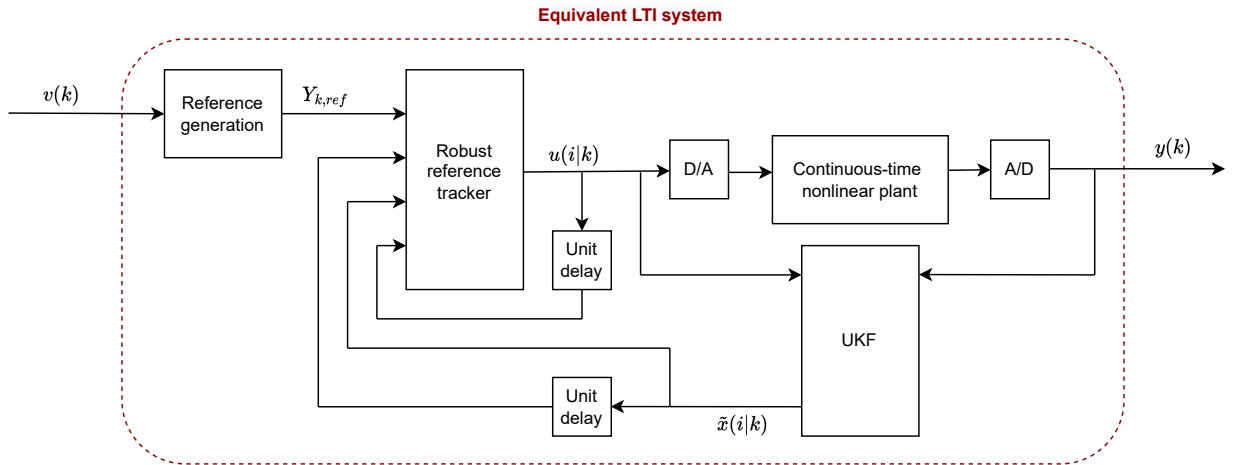 Equivalent LTI system
v(k)
Reference
generation
Y_{k,ref}
Robust
reference
tracker
u(i|k)
D/A
Continuous-time
nonlinear plant
A/D
y(k)
Unit
delay
UKF
Unit
delay
x̃(i|k)